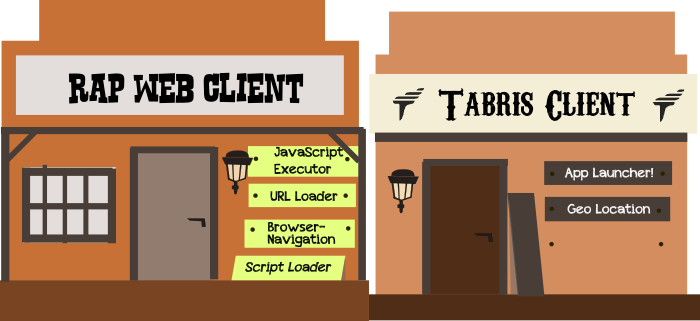 RAP WEB CLIENT
JavaScript
Executor
URL Loader
Browser-
Navigation
Script Loader
TABRIS CLIENT
App Launcher!
Geo Location